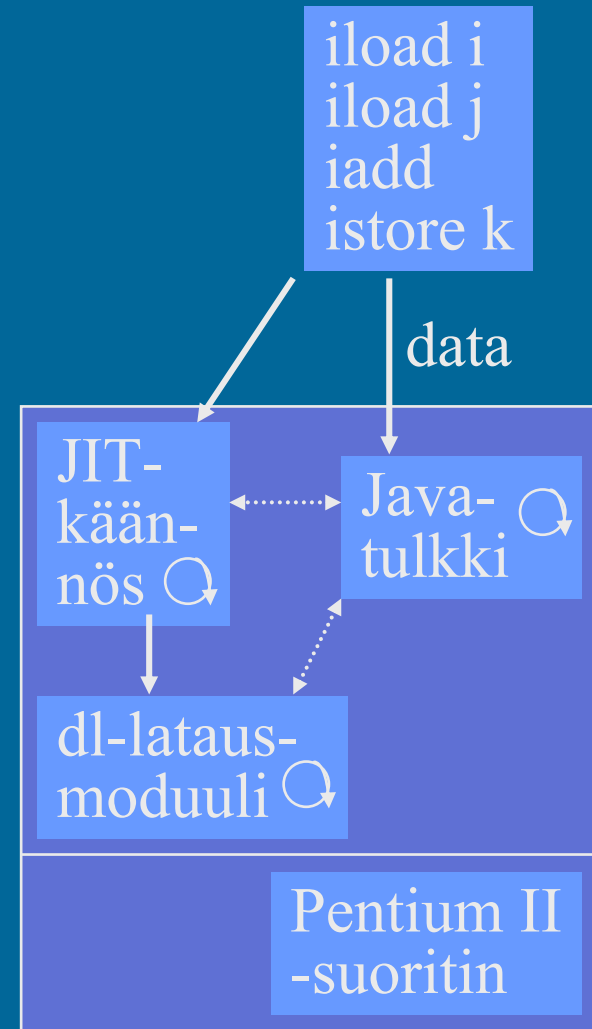 iload i
iload j
iadd
istore k
data
JIT-
kään-
nös
Java-
tulkki
dl-lataus-
moduuli
Pentium II
-suoritin